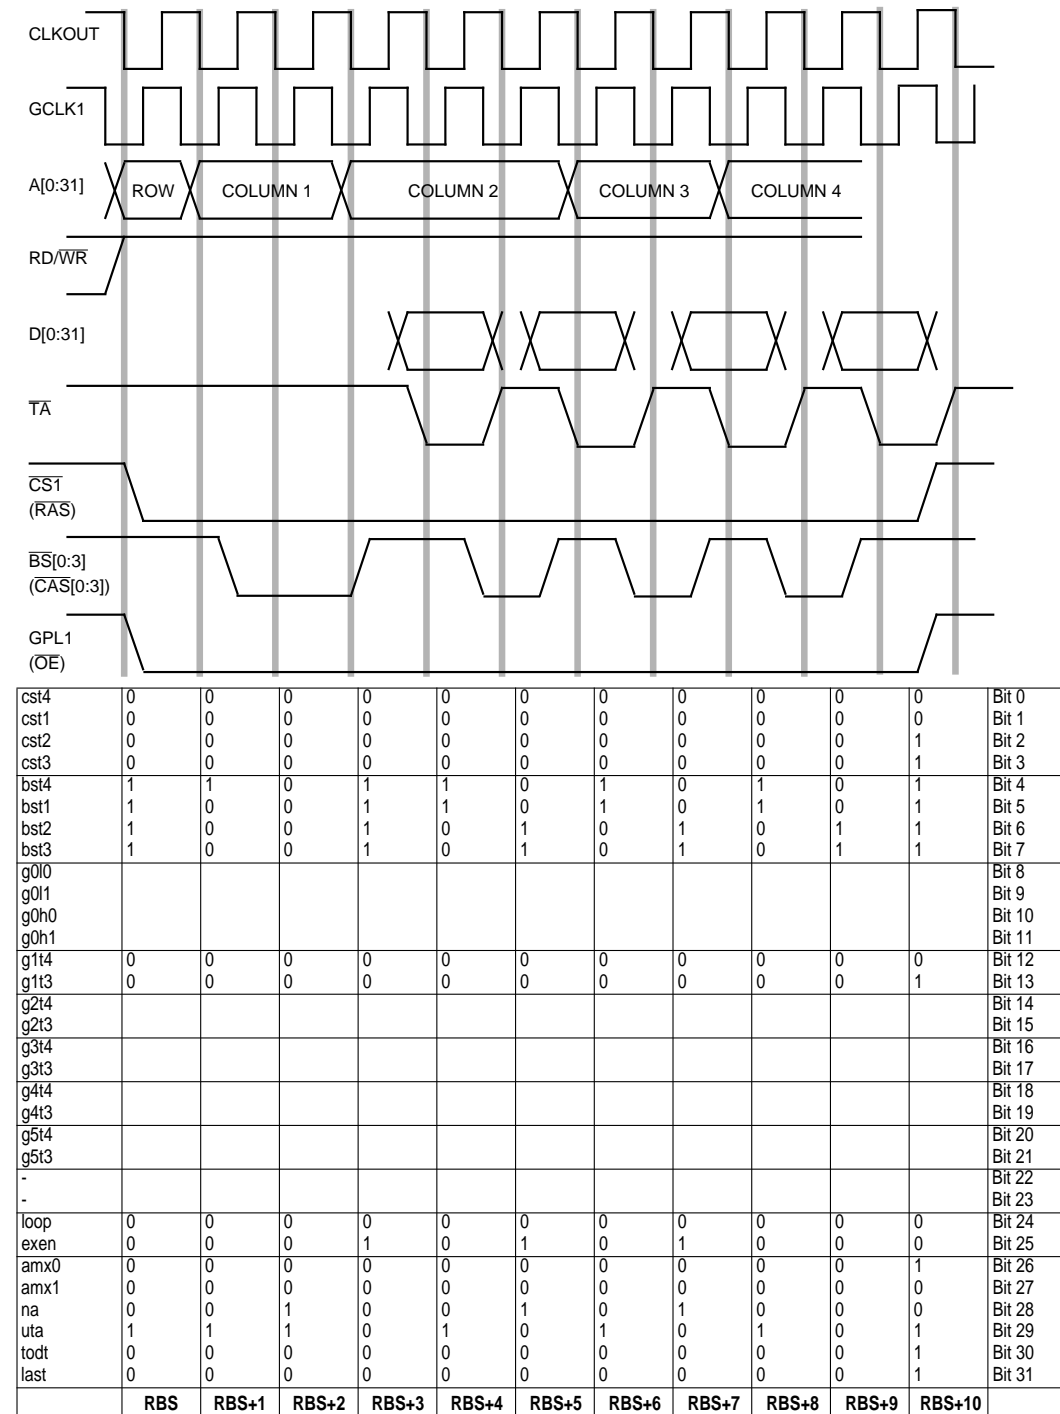 CLKOUT
GCLK1
A[0:31] ROW COLUMN 1 COLUMN 2 COLUMN 3 COLUMN 4
RD/WR
D[0:31]
TA
CS1
(RAS)
BS[0:3]
(CAS[0:3])
GPL1
(OE)
cst4 0 0 0 0 0 0 0 0 0 0 0 Bit 0
cst1 0 0 0 0 0 0 0 0 0 0 0 Bit 1
cst2 0 0 0 0 0 0 0 0 0 0 1 Bit 2
cst3 0 0 0 0 0 0 0 0 0 0 1 Bit 3
bst4 1 1 0 1 1 0 1 0 1 0 1 Bit 4
bst1 1 0 0 1 1 0 1 0 1 0 1 Bit 5
bst2 1 0 0 1 0 1 0 1 0 1 1 Bit 6
bst3 1 0 0 1 0 1 0 1 0 1 1 Bit 7
g0l0 Bit 8
g0l1 Bit 9
g0h0 Bit 10
g0h1 Bit 11
g1t4 0 0 0 0 0 0 0 0 0 0 0 Bit 12
g1t3 0 0 0 0 0 0 0 0 0 0 1 Bit 13
g2t4 Bit 14
g2t3 Bit 15
g3t4 Bit 16
g3t3 Bit 17
g4t4 Bit 18
g4t3 Bit 19
g5t4 Bit 20
g5t3 Bit 21
- Bit 22
- Bit 23
loop 0 0 0 0 0 0 0 0 0 0 0 Bit 24
exen 0 0 0 1 0 1 0 1 0 0 0 Bit 25
amx0 0 0 0 0 0 0 0 0 0 0 1 Bit 26
amx1 0 0 0 0 0 0 0 0 0 0 0 Bit 27
na 0 0 1 0 0 1 0 1 0 0 0 Bit 28
uta 1 1 1 0 1 0 1 0 1 0 1 Bit 29
todt 0 0 0 0 0 0 0 0 0 0 1 Bit 30
last 0 0 0 0 0 0 0 0 0 0 1 Bit 31
RBS RBS+1 RBS+2 RBS+3 RBS+4 RBS+5 RBS+6 RBS+7 RBS+8 RBS+9 RBS+10